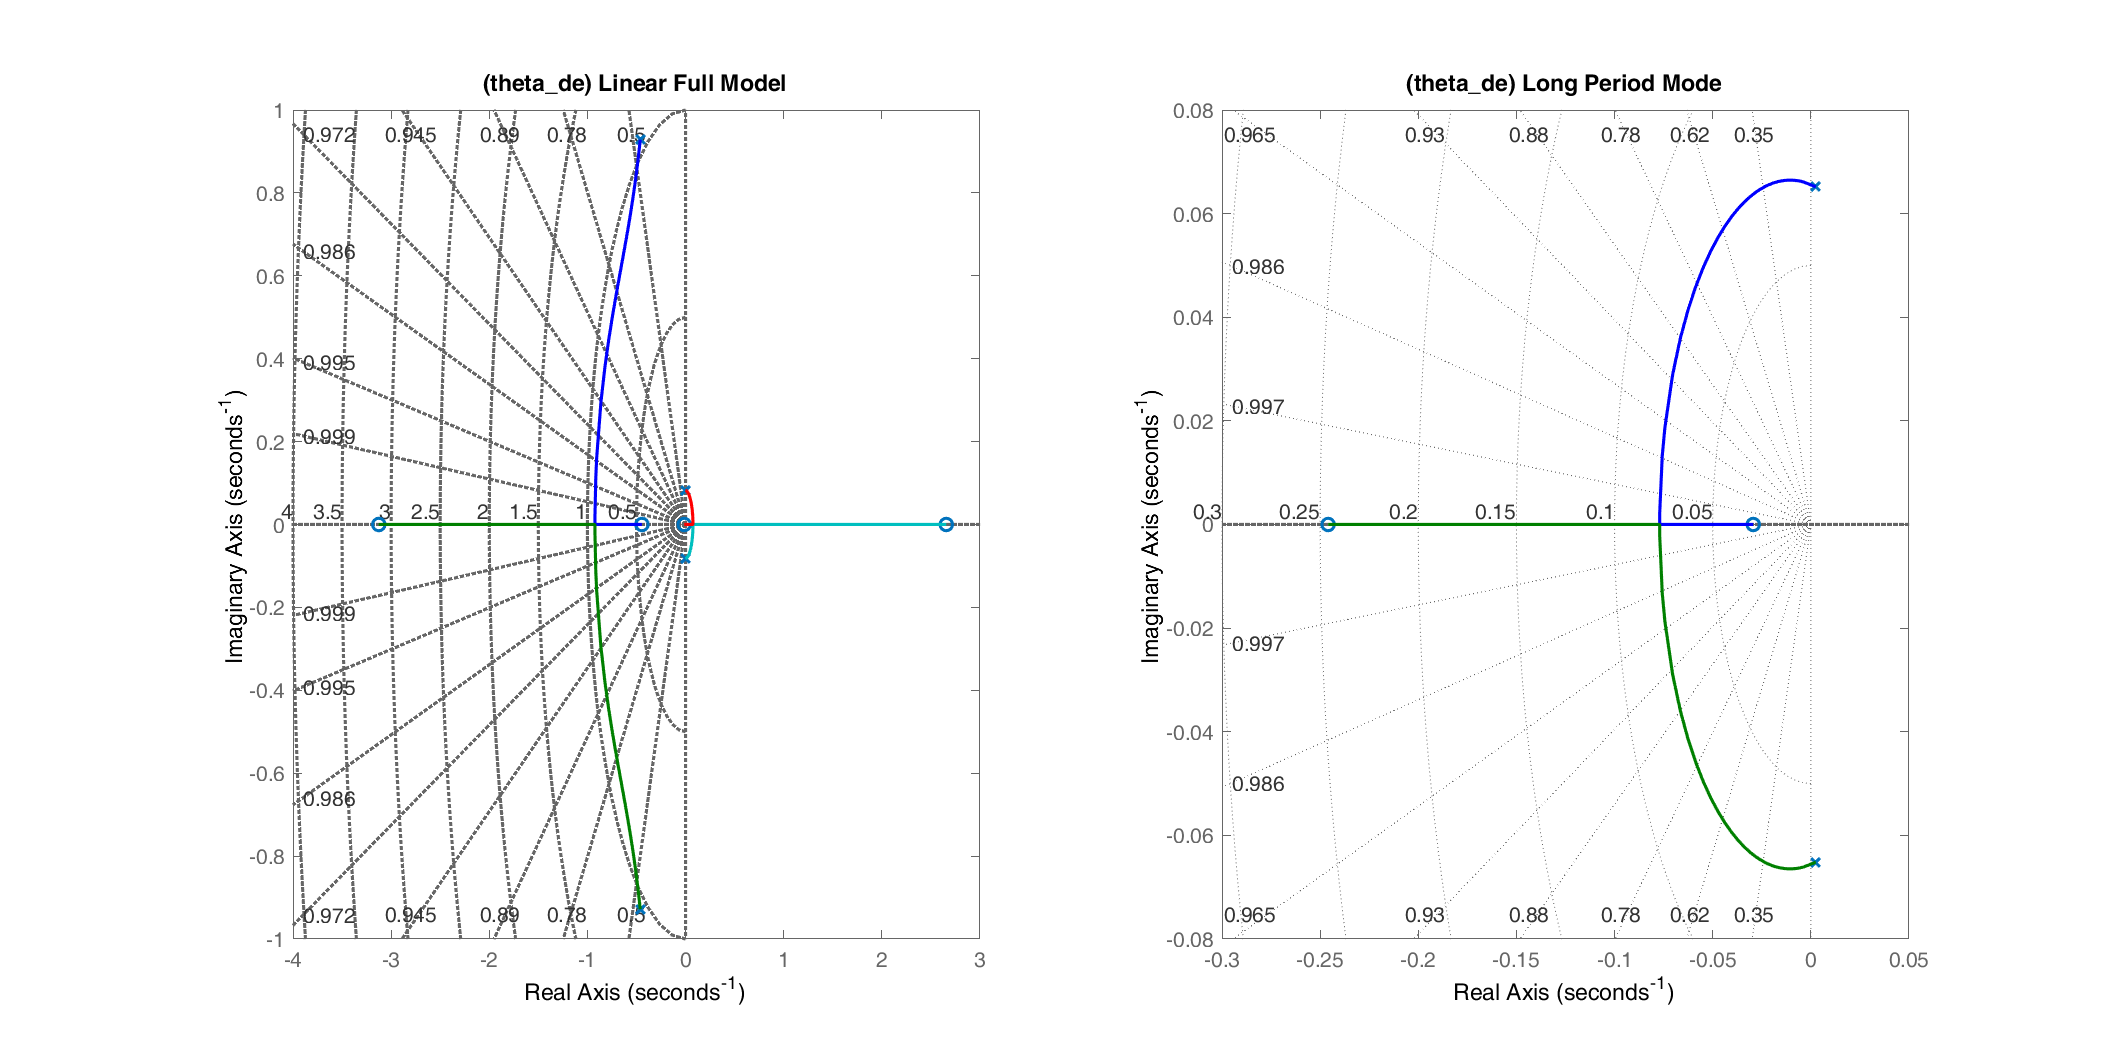 (theta_de) Linear Full Model
1
0.972 0.945 0.89 0.78 0.5
0.8
0.986
0.6
0.4
0.995
0.2
0.999
4 3.5 3 2.5 2 1.5 1 0.5
0
-0.2
0.999
-0.4
0.995
-0.6
0.986
-0.8
0.972 0.945 0.89 0.78 0.5
-1
-4 -3 -2 -1 0 1 2 3
Real Axis (seconds-1)
Imaginary Axis (seconds-1)
(theta_de) Long Period Mode
0.08
0.965 0.93 0.88 0.78 0.62 0.35
0.06
0.986
0.04
0.02
0.997
0.3 0.25 0.2 0.15 0.1 0.05
0
-0.02
0.997
-0.04
0.986
-0.06
0.965 0.93 0.88 0.78 0.62 0.35
-0.08
-0.3 -0.25 -0.2 -0.15 -0.1 -0.05 0 0.05
Real Axis (seconds-1)
Imaginary Axis (seconds-1)